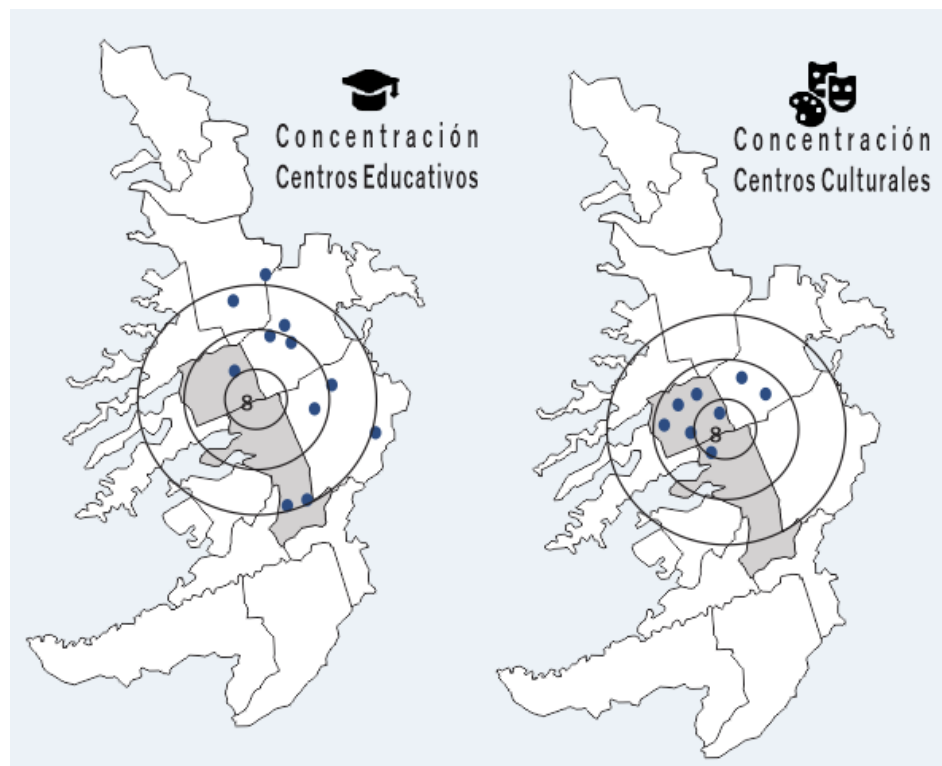 Concentración
Centros Educativos
8
Concentración
Centros Culturales
8